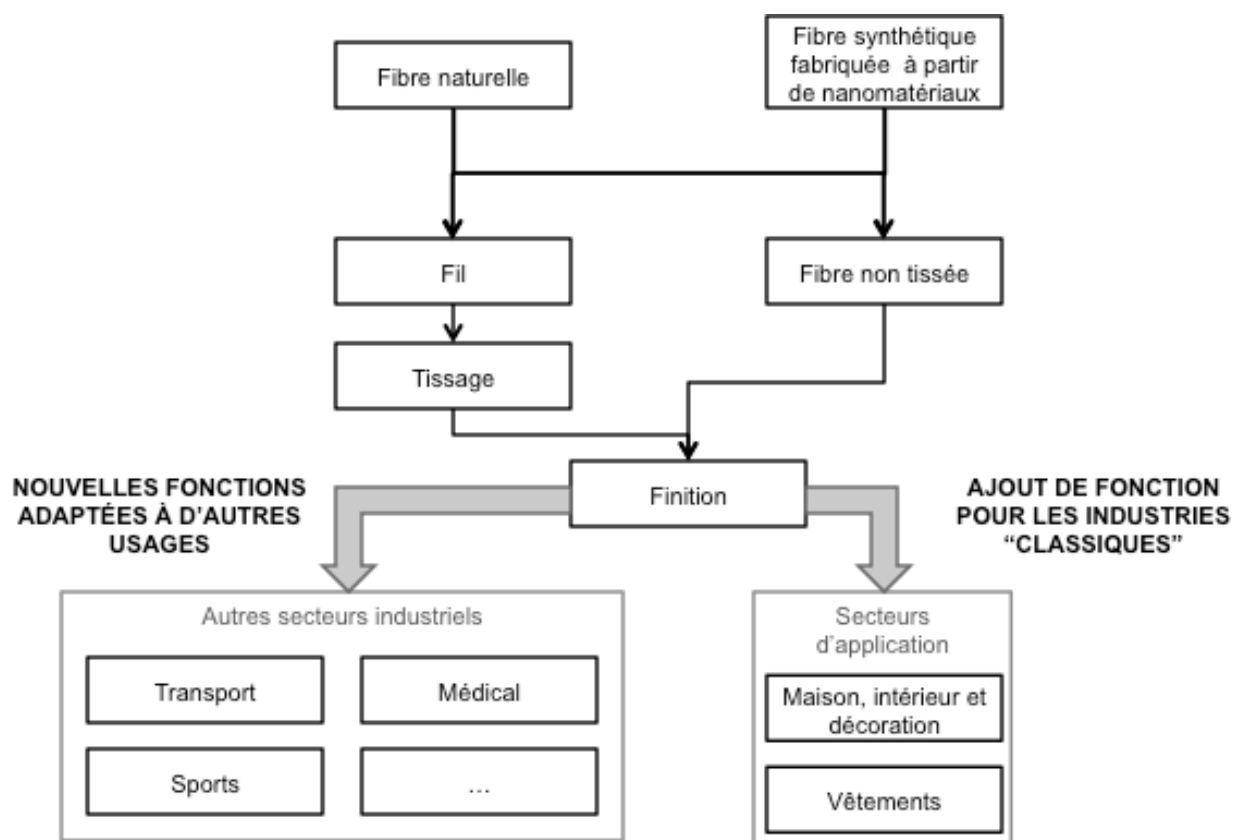 Fibre naturelle
Fibre synthétique
fabriquée à partir
de nanomatériaux
Fil
Fibre non tissée
Tissage
Finition
NOUVELLES FONCTIONS
ADAPTÉES À D'AUTRES
USAGES
AJOUT DE FONCTION
POUR LES INDUSTRIES
“CLASSIQUES”
Autres secteurs industriels
Transport
Médical
Sports
…
Secteurs
d’application
Maison, intérieur et
décoration
Vêtements